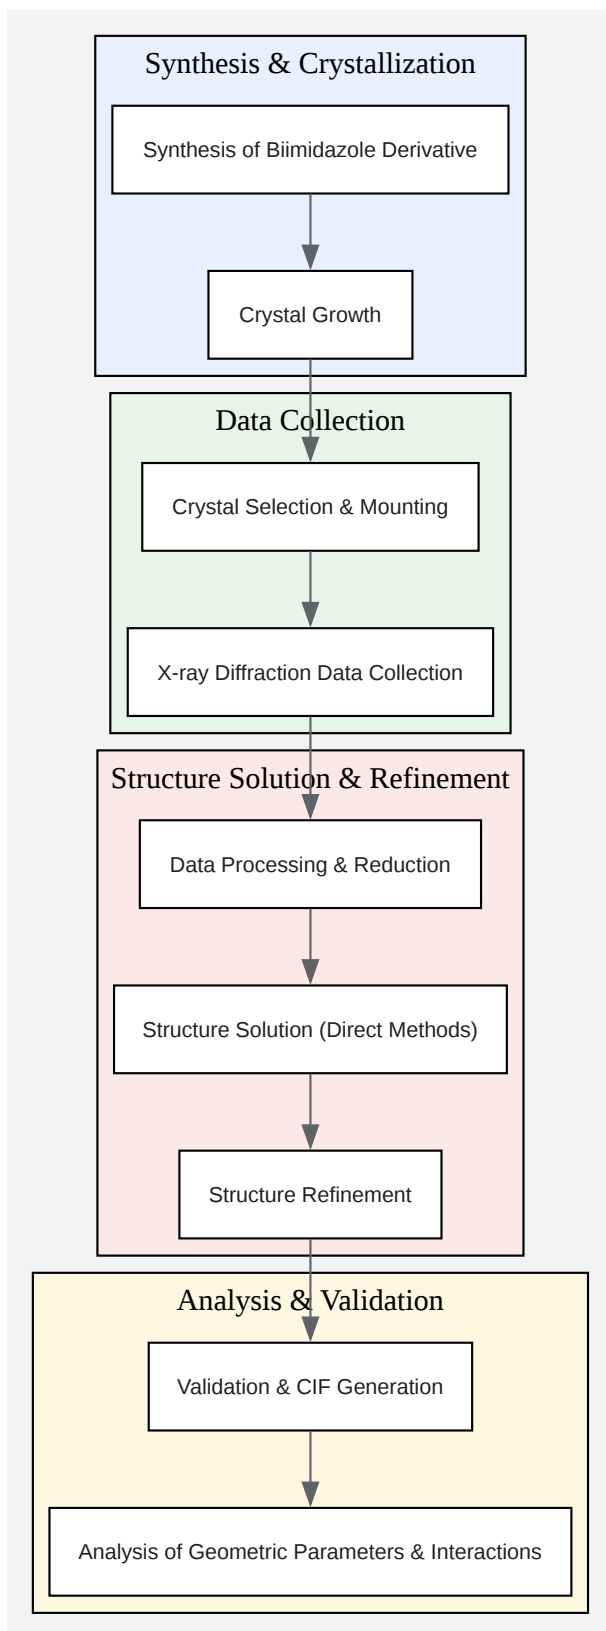 Synthesis & Crystallization
Synthesis of Biimidazole Derivative
Crystal Growth
Data Collection
Crystal Selection & Mounting
X-ray Diffraction Data Collection
Structure Solution & Refinement
Data Processing & Reduction
Structure Solution (Direct Methods)
Structure Refinement
Analysis & Validation
Validation & CIF Generation
Analysis of Geometric Parameters & Interactions